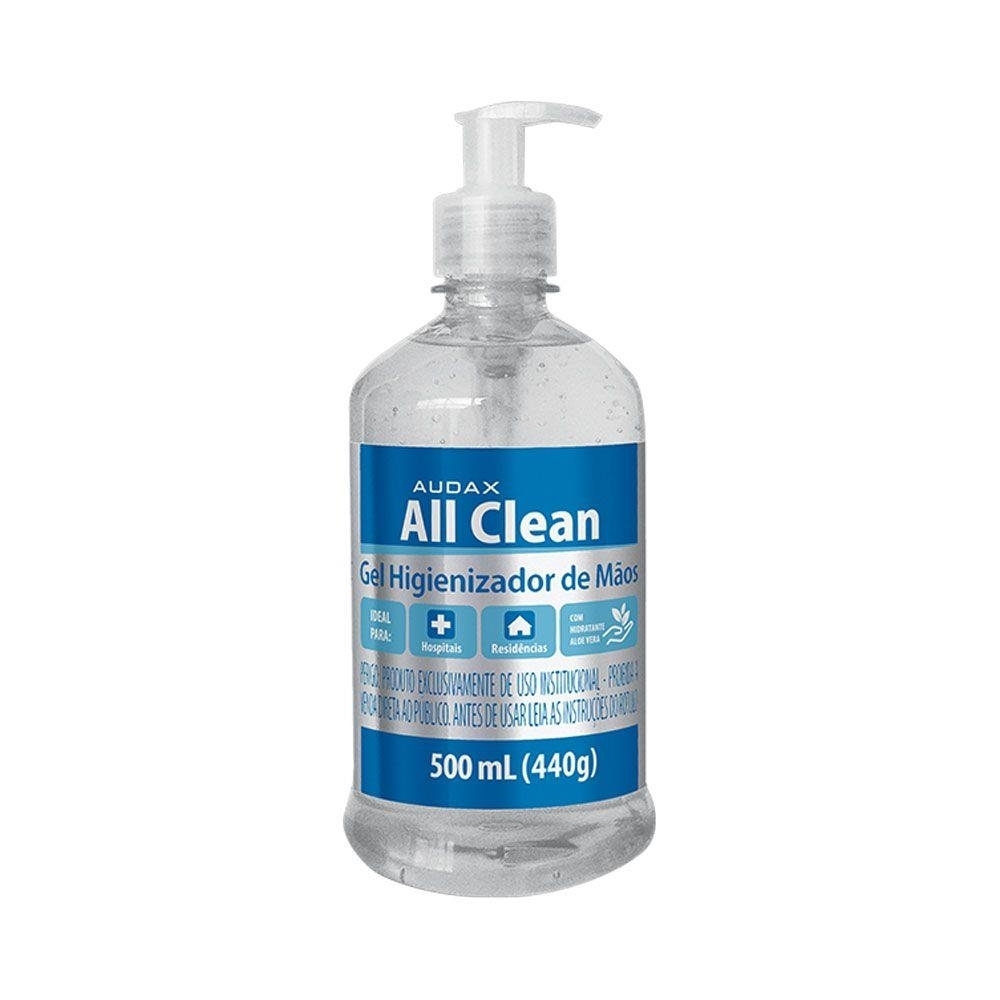 AUDAX
All Clean
Gel Higienizador de Mãos
IDEAL
PARA:
Hospitais
Residências
COM
HIDRATANTE
ALOE VERA
PERIGO: PRODUTO EXCLUSIVAMENTE DE USO INSTITUCIONAL - PROIBIDA A
VENDA DIRETA AO PÚBLICO. ANTES DE USAR LEIA AS INSTRUÇÕES DO RÓTULO
500 mL (440g)